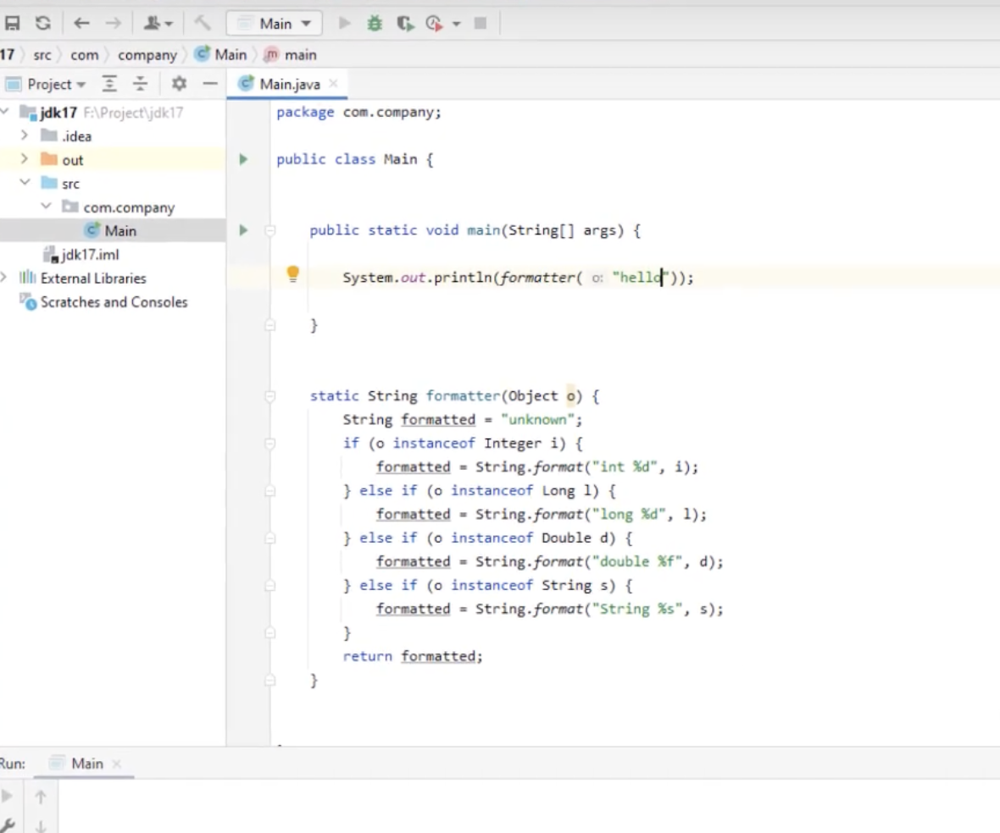 Main
17 src com company Main main
Project
Main.java
jdk17 F:\Project\jdk17
.idea
out
src
com.company
Main
jdk17.iml
External Libraries
Scratches and Consoles
package com.company;
public class Main {
public static void main(String[] args) {
System.out.println(formatter( o: "hello"));
}
static String formatter(Object o) {
String formatted = "unknown";
if (o instanceof Integer i) {
formatted = String.format("int %d", i);
} else if (o instanceof Long l) {
formatted = String.format("long %d", l);
} else if (o instanceof Double d) {
formatted = String.format("double %f", d);
} else if (o instanceof String s) {
formatted = String.format("String %s", s);
}
return formatted;
}
Run: Main